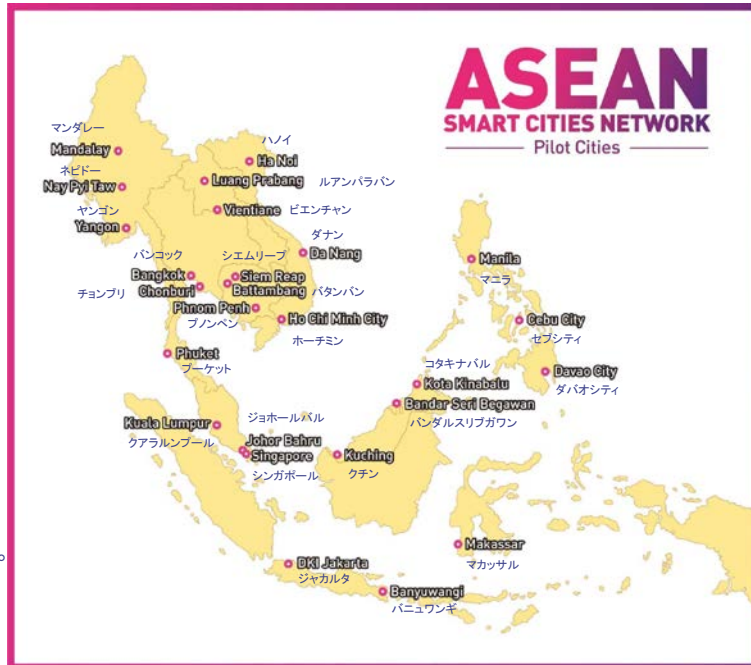 ASEAN
SMART CITIES NETWORK
Pilot Cities
マンダレー
Mandalay
ネピドー
Nay Pyi Taw
ヤンゴン
Yangon
ハノイ
Ha Noi
Luang Prabang ルアンパラバン
Vientiane ビエンチャン
ダナン
Da Nang
バンコック
Bangkok
Chonburi
チョンブリ
シエムリープ
Siem Reap
Battambang バタンバン
Phnom Penh
プノンペン
Ho Chi Minh City
ホーチミン
Phuket
プーケット
Manila
マニラ
Cebu City
セブシティ
Davao City
ダバオシティ
コタキナバル
Kota Kinabalu
Bandar Seri Begawan
バンダルスリブガワン
Kuala Lumpur
クアラルンプール
ジョホールバル
Johor Bahru
Singapore
シンガポール
Kuching
クチン
Makassar
マカッサル
DKI Jakarta
ジャカルタ
Banyuwangi
バニュワンギ
。